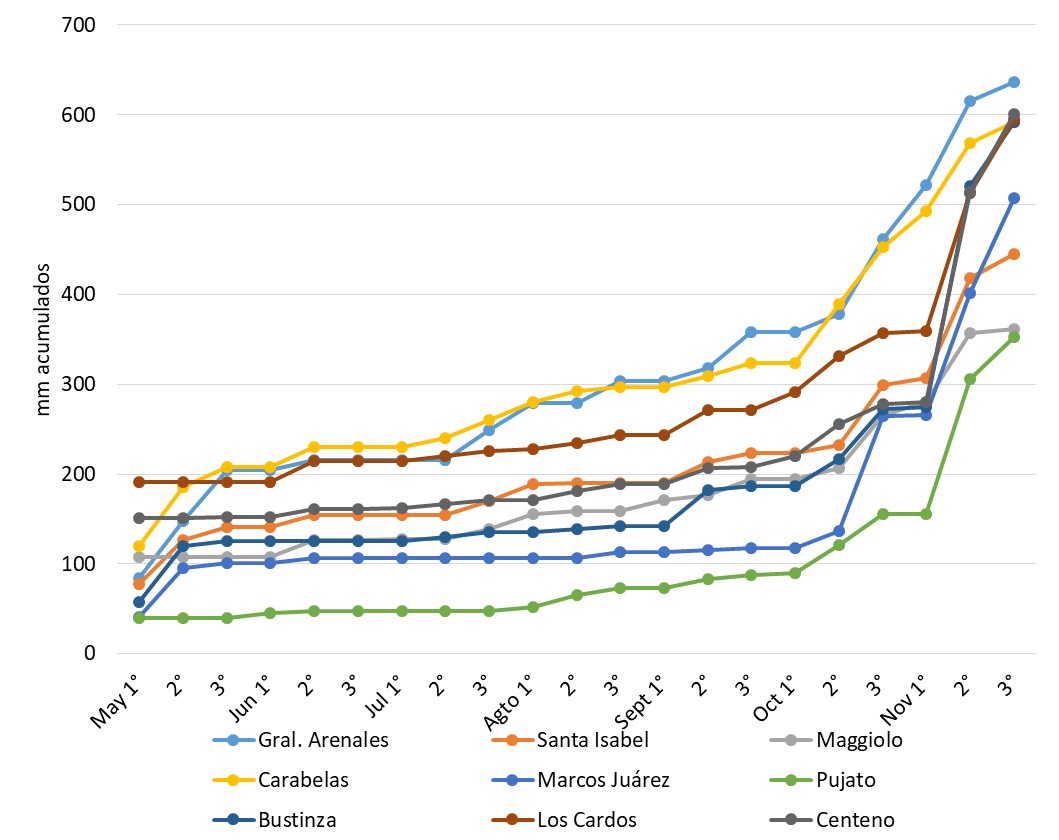 700
600
500
400
300
200
100
0
mm acumulados
May 1° 2° 3° Jun 1° 2° 3° Jul 1° 2° 3° Agto 1° 2° 3° Sept 1° 2° 3° Oct 1° 2° 3° Nov 1° 2° 3°
Gral. Arenales Santa Isabel Maggiolo
Carabelas Marcos Juárez Pujato
Bustinza Los Cardos Centeno